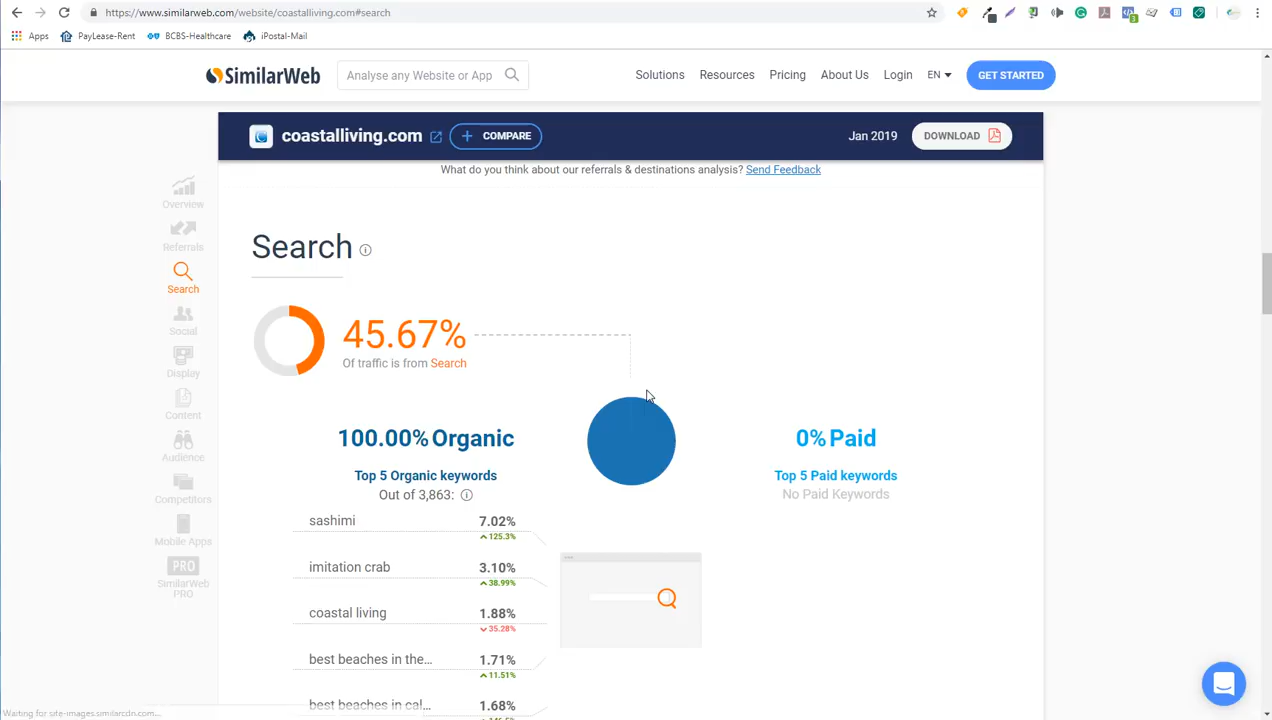 https://www.similarweb.com/website/coastalliving.com#search
Apps PayLease-Rent BCBS-Healthcare iPostal-Mail
SimilarWeb Analyse any Website or App Solutions Resources Pricing About Us Login EN GET STARTED
coastalliving.com + COMPARE Jan 2019 DOWNLOAD
What do you think about our referrals & destinations analysis? Send Feedback
Overview
Referrals
Search
Social
Display
Content
Audience
Competitors
Mobile Apps
PRO
SimilarWeb
PRO
Search
45.67%
Of traffic is from Search
100.00% Organic
0% Paid
Top 5 Organic keywords
Out of 3,863:
Top 5 Paid keywords
No Paid Keywords
sashimi 7.02%
125.3%
imitation crab 3.10%
38.99%
coastal living 1.88%
35.28%
best beaches in the... 1.71%
11.51%
best beaches in cal... 1.68%
Waiting for site-images.similarcdn.com...